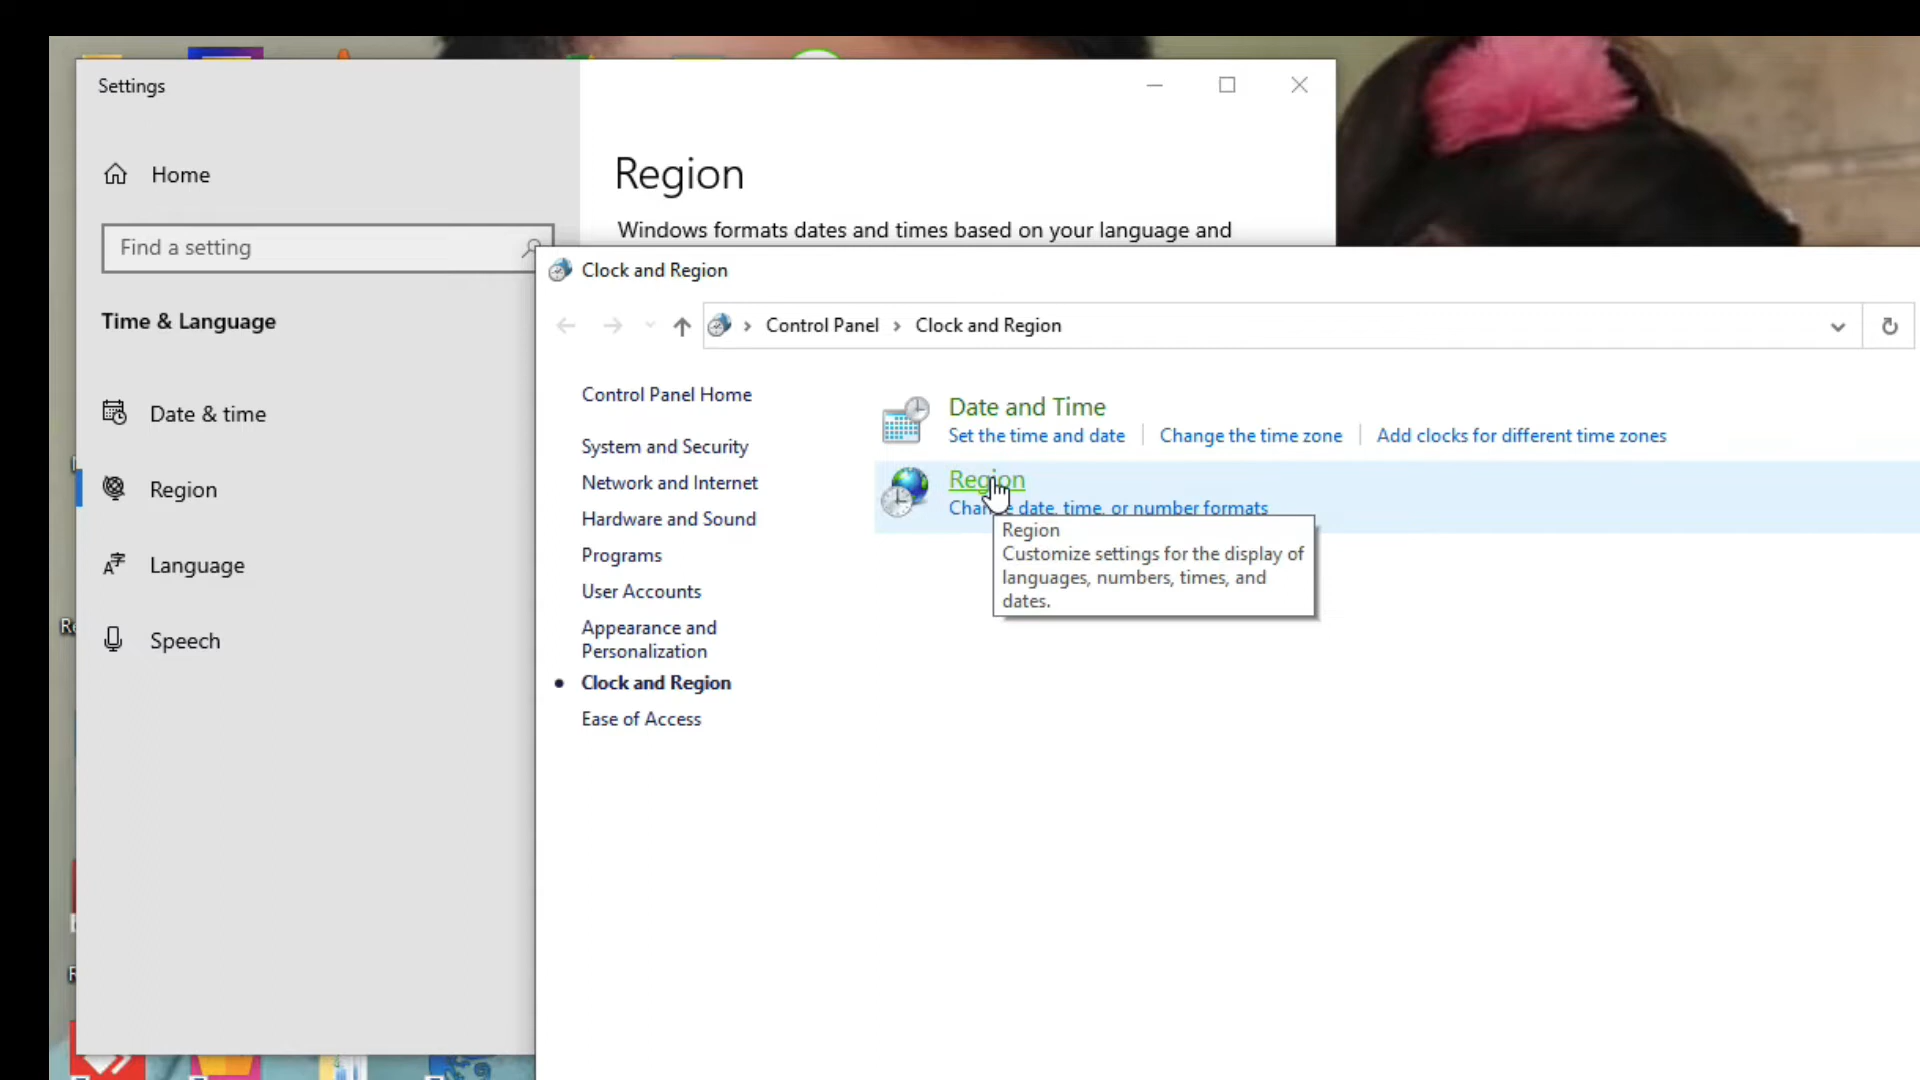 Settings
Home
Find a setting
Time & Language
Date & time
Region
Language
Speech
Region
Windows formats dates and times based on your language and
Clock and Region
Control Panel > Clock and Region
Control Panel Home
System and Security
Network and Internet
Hardware and Sound
Programs
User Accounts
Appearance and
Personalization
Clock and Region
Ease of Access
Date and Time
Set the time and date Change the time zone Add clocks for different time zones
Region
Change date, time, or number formats
Region
Customize settings for the display of
languages, numbers, times, and
dates.